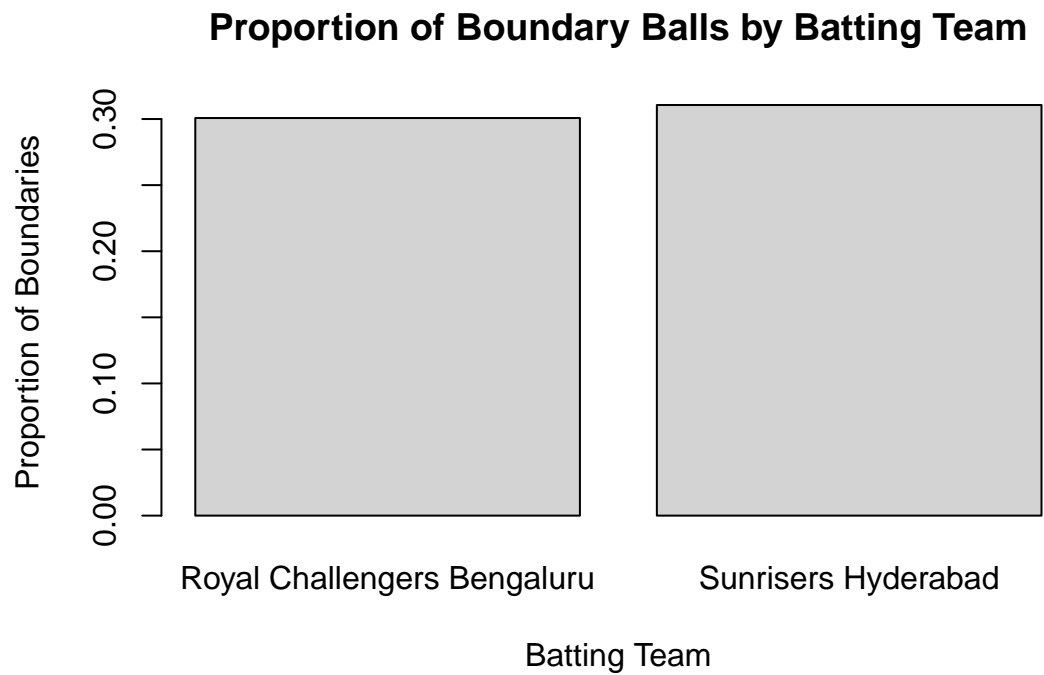 Proportion of Boundary Balls by Batting Team
Proportion of Boundaries
0.30
0.20
0.10
0.00
Royal Challengers Bengaluru
Sunrisers Hyderabad
Batting Team